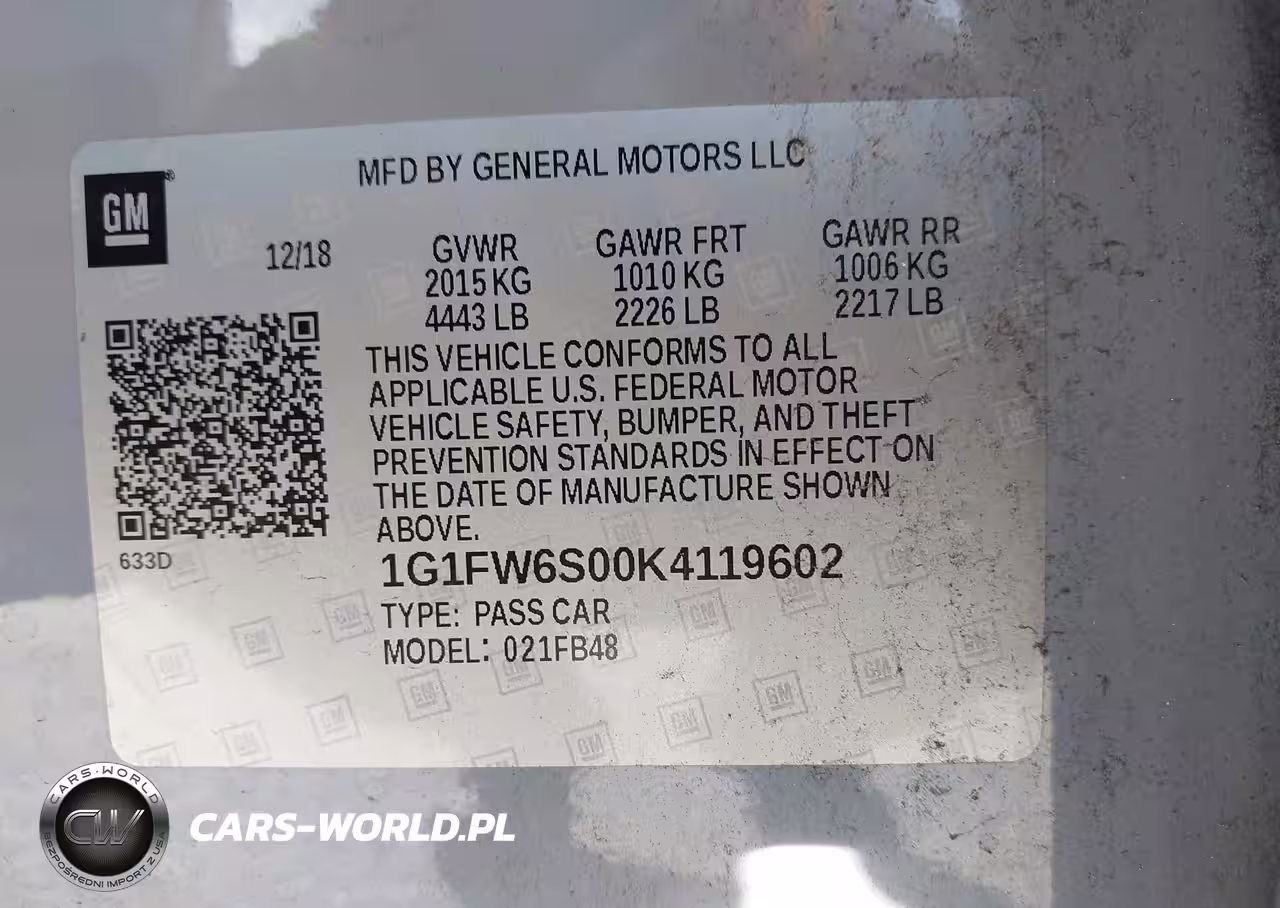 MFD BY GENERAL MOTORS LLC
GM
12/18
GVWR GAWR FRT GAWR RR
2015 KG 1010 KG 1006 KG
4443 LB 2226 LB 2217 LB
THIS VEHICLE CONFORMS TO ALL
APPLICABLE U.S. FEDERAL MOTOR
VEHICLE SAFETY, BUMPER, AND THEFT
PREVENTION STANDARDS IN EFFECT ON
THE DATE OF MANUFACTURE SHOWN
ABOVE.
633D
1G1FW6S00K4119602
TYPE: PASS CAR
MODEL: 021FB48
CARS-WORLD
CW
BEZPOŚREDNI IMPORT Z USA
CARS-WORLD.PL